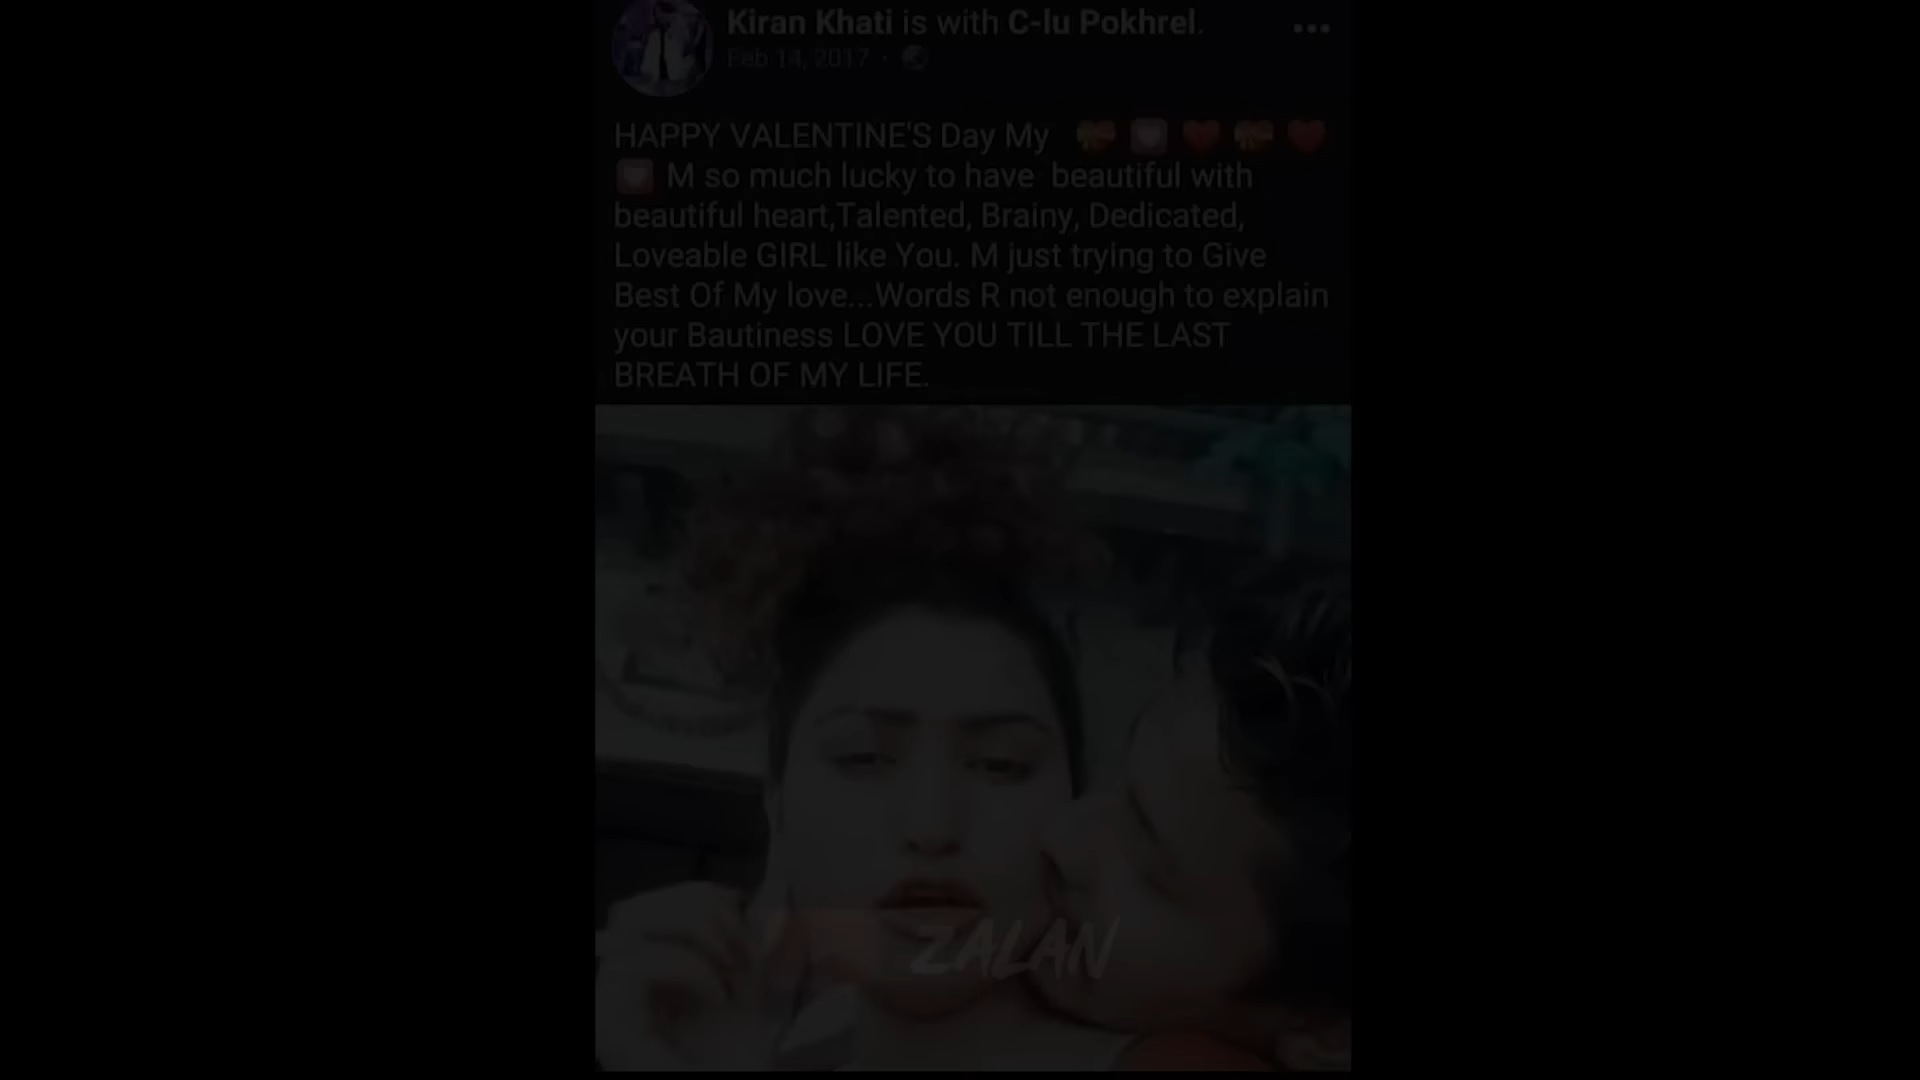 Kiran Khati is with C-lu Pokhrel.
Feb 14, 2017
HAPPY VALENTINE'S Day My
M so much lucky to have beautiful with
beautiful heart,Talented, Brainy, Dedicated,
Loveable GIRL like You. M just trying to Give
Best Of My love...Words R not enough to explain
your Bautiness LOVE YOU TILL THE LAST
BREATH OF MY LIFE.
ZALAN